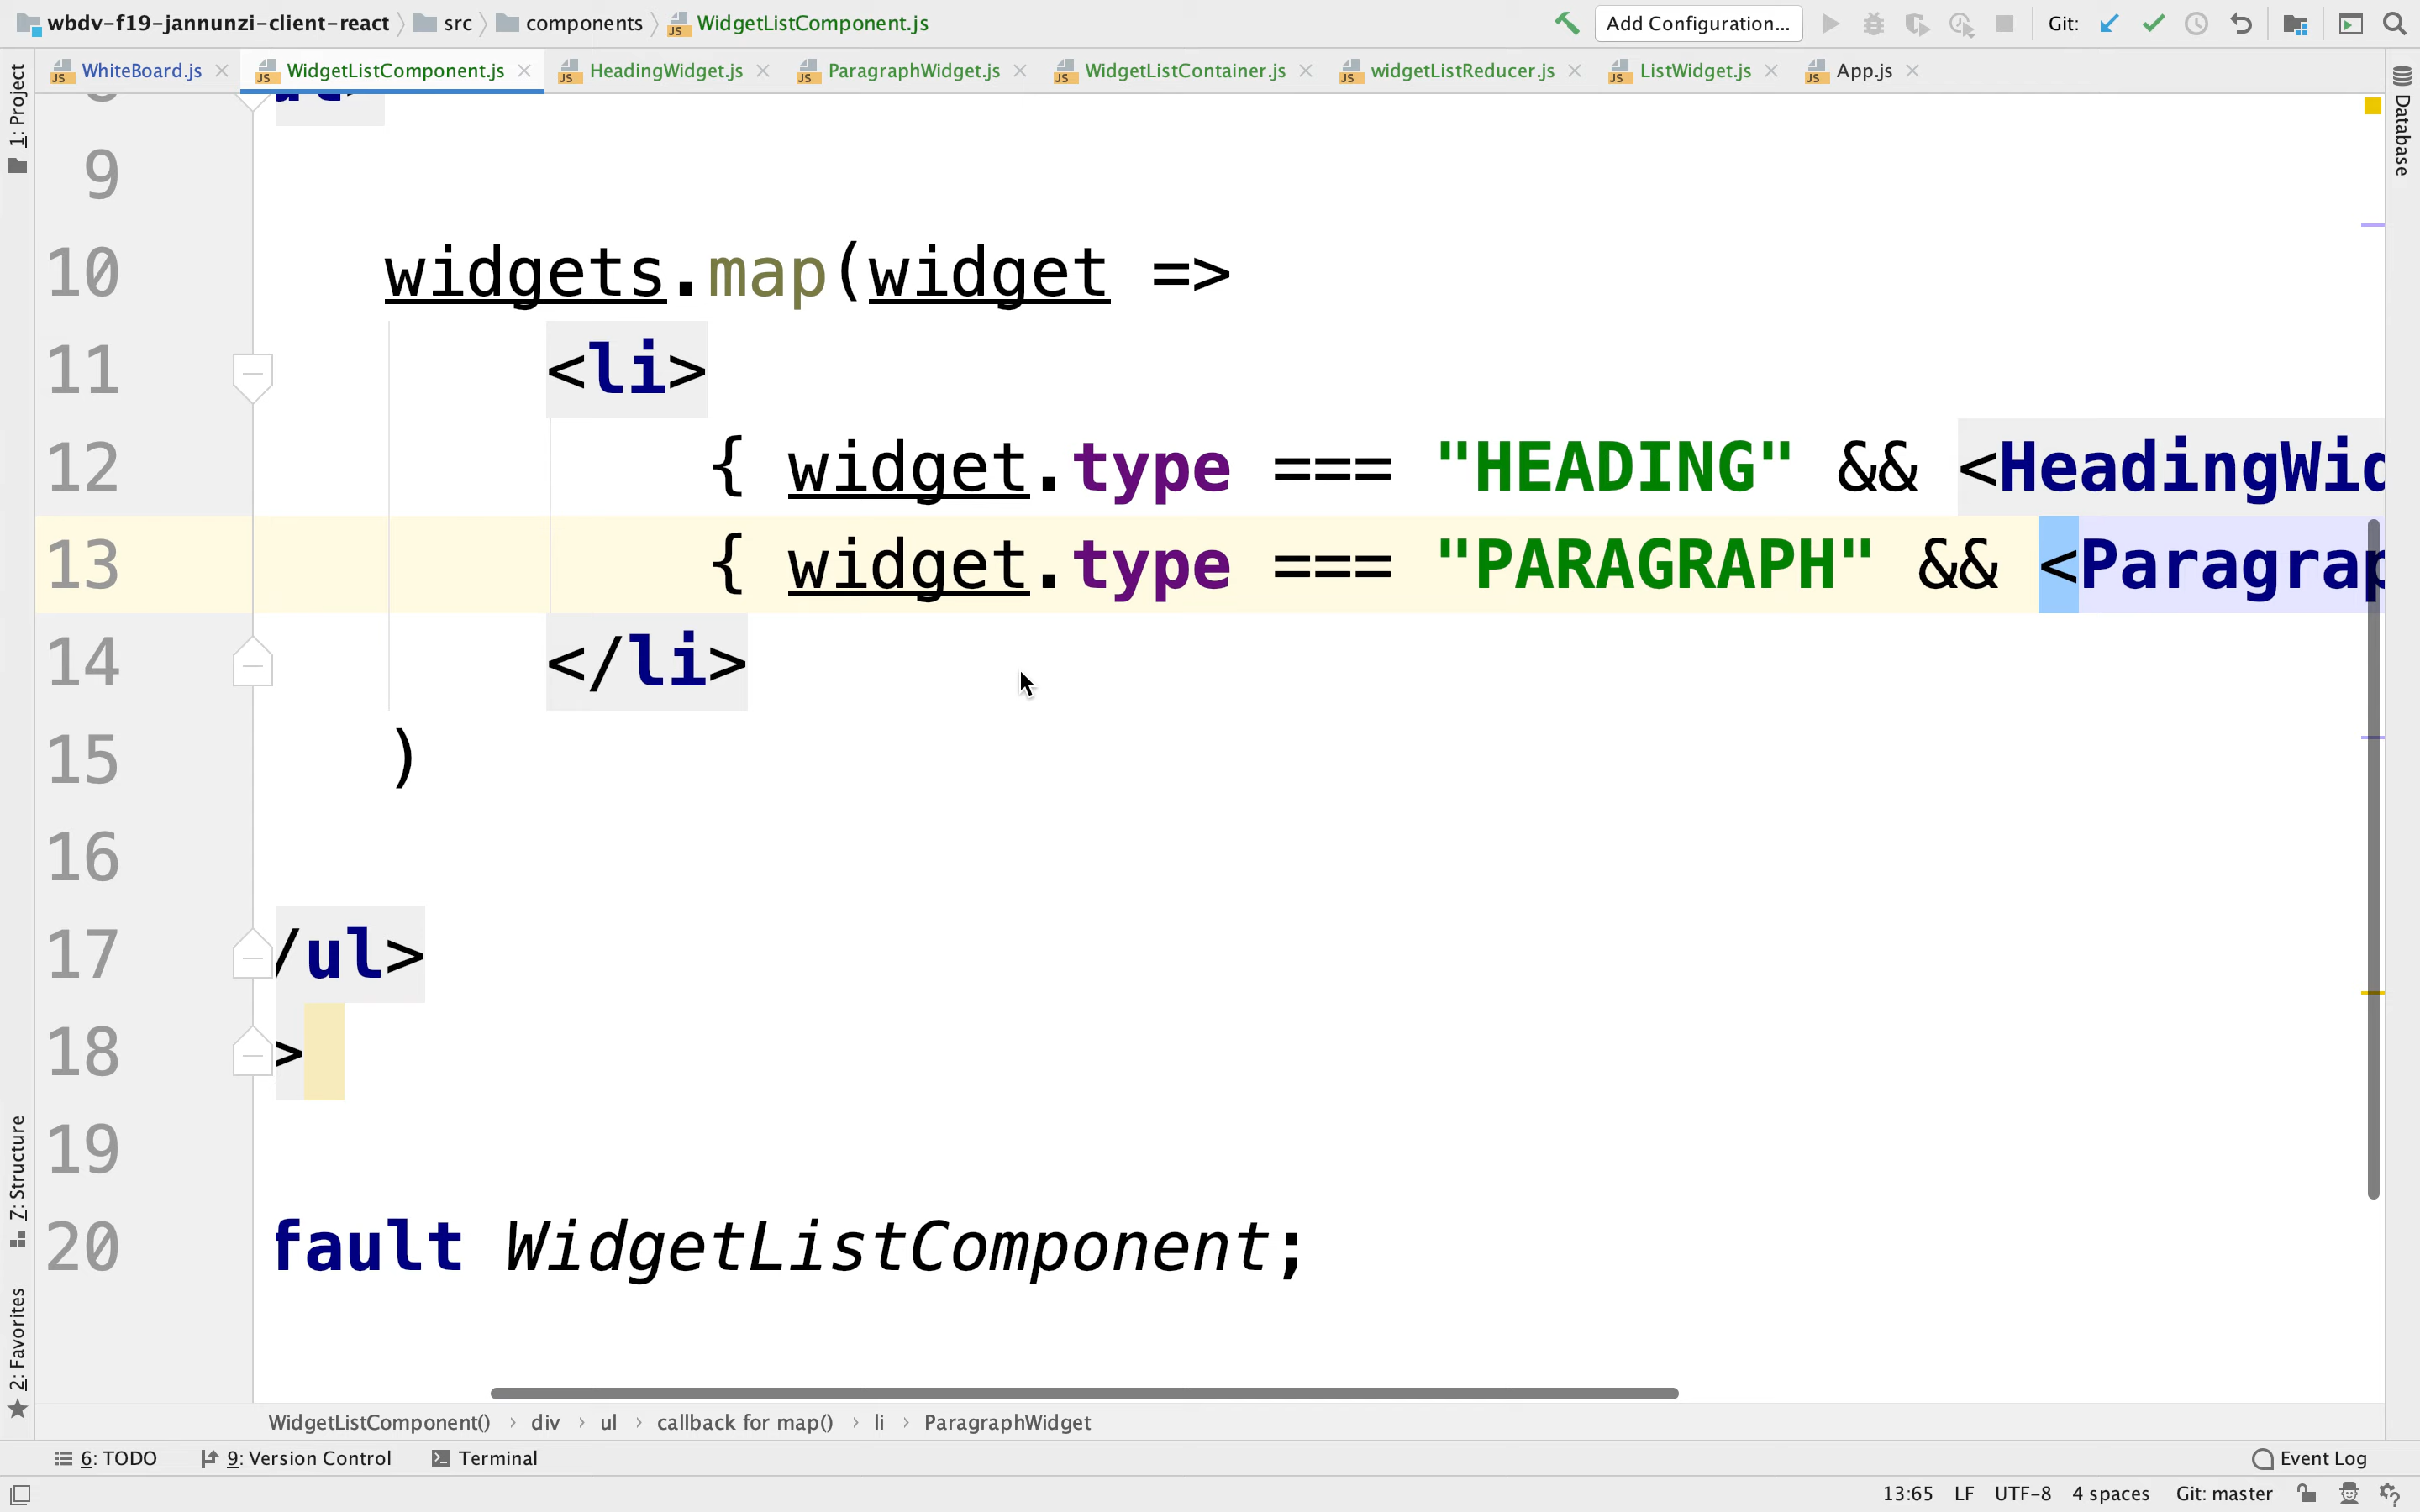 wbdv-f19-jannunzi-client-react src components WidgetListComponent.js Add Configuration... Git:
WhiteBoard.js WidgetListComponent.js HeadingWidget.js ParagraphWidget.js WidgetListContainer.js widgetListReducer.js ListWidget.js App.js
1: Project
Database
9
10 widgets.map(widget =>
11 <li>
12 { widget.type === "HEADING" && <HeadingWid
13 { widget.type === "PARAGRAPH" && <Paragrap
14 </li>
15 )
16
17 /ul>
18 >
19
20 fault WidgetListComponent;
7: Structure
2: Favorites
WidgetListComponent() › div › ul › callback for map() › li › ParagraphWidget
6: TODO 9: Version Control Terminal Event Log
13:65 LF UTF-8 4 spaces Git: master